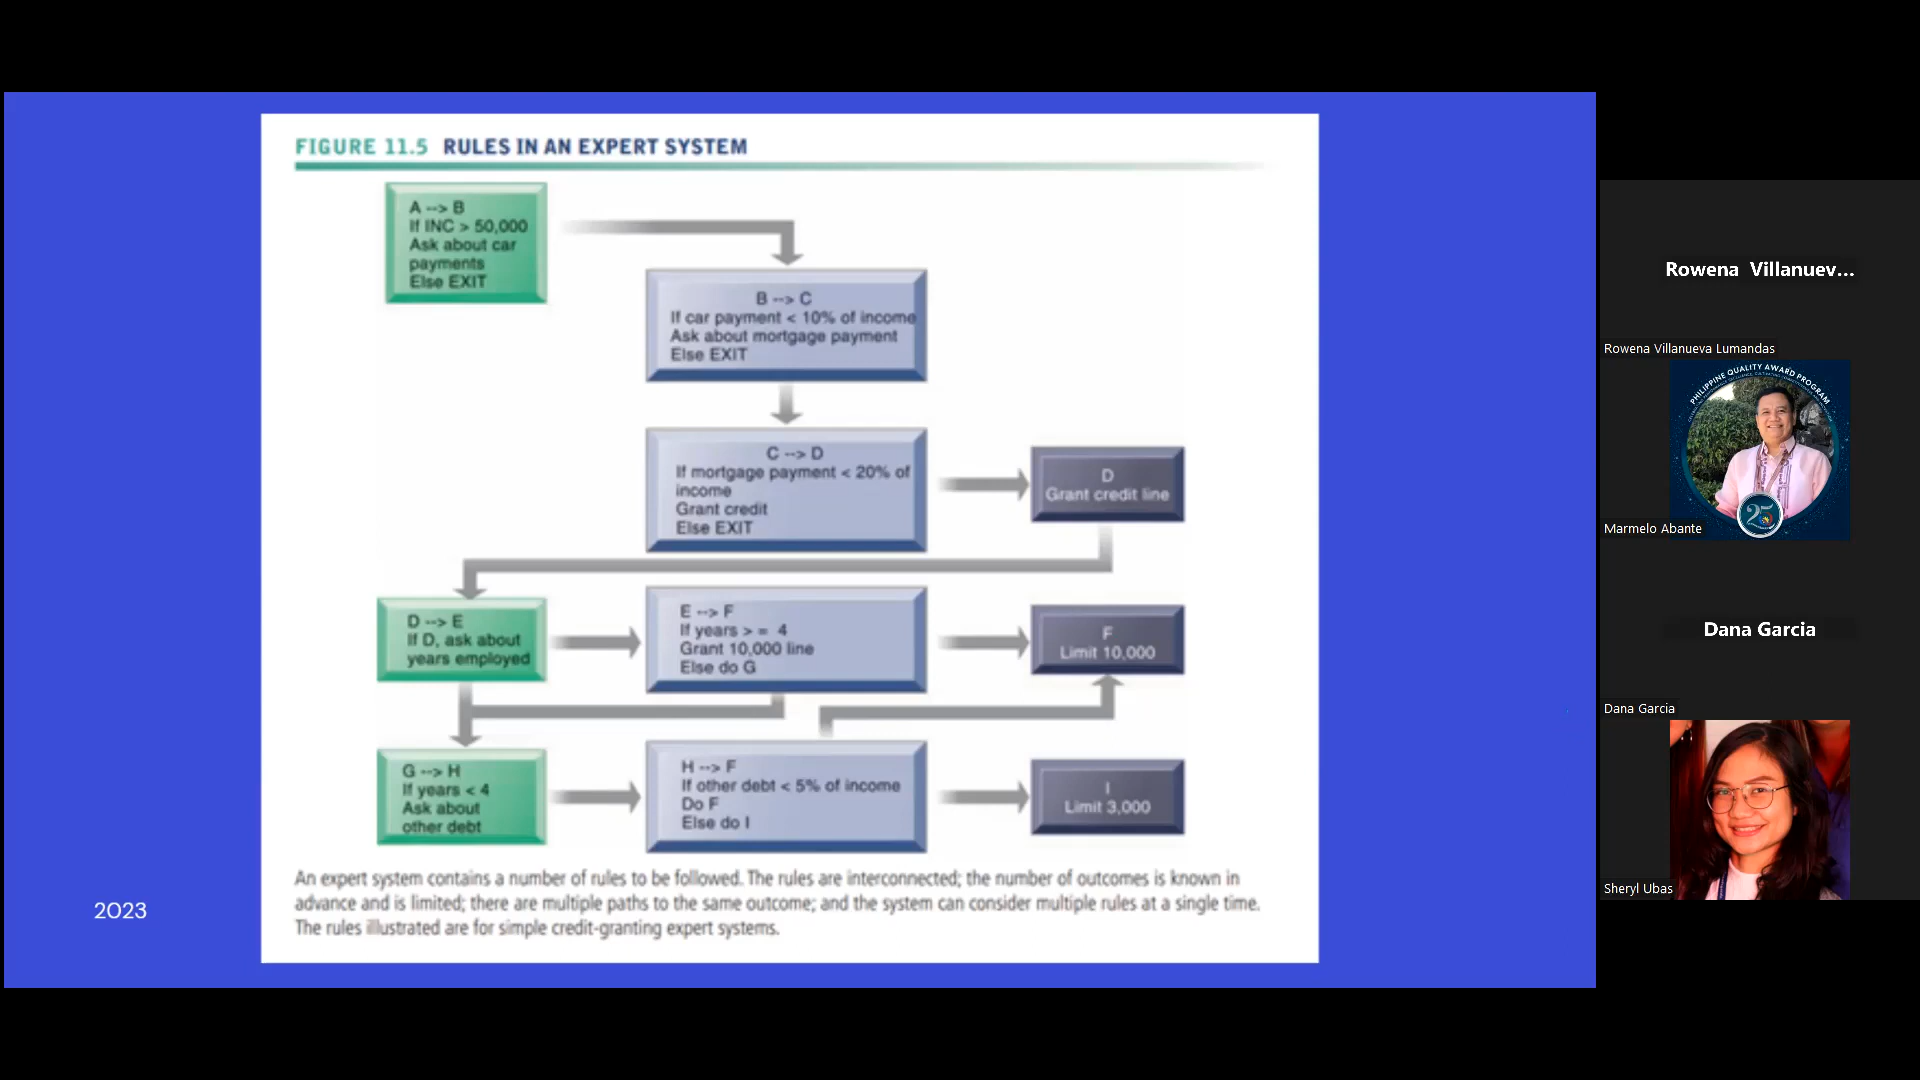 FIGURE 11.5 RULES IN AN EXPERT SYSTEM
A --> B
If INC > 50,000
Ask about car
payments
Else EXIT
B --> C
If car payment < 10% of income
Ask about mortgage payment
Else EXIT
C --> D
If mortgage payment < 20% of
income
Grant credit
Else EXIT
D
Grant credit line
D --> E
If D, ask about
years employed
E --> F
If years > = 4
Grant 10,000 line
Else do G
F
Limit 10,000
G --> H
If years < 4
Ask about
other debt
H --> F
If other debt < 5% of income
Do F
Else do I
I
Limit 3,000
An expert system contains a number of rules to be followed. The rules are interconnected; the number of outcomes is known in
advance and is limited; there are multiple paths to the same outcome; and the system can consider multiple rules at a single time.
The rules illustrated are for simple credit-granting expert systems.
2023
Rowena Villanuev...
Rowena Villanueva Lumandas
PHILIPPINE QUALITY AWARD PROGRAM
25
Marmelo Abante
Dana Garcia
Dana Garcia
Sheryl Ubas